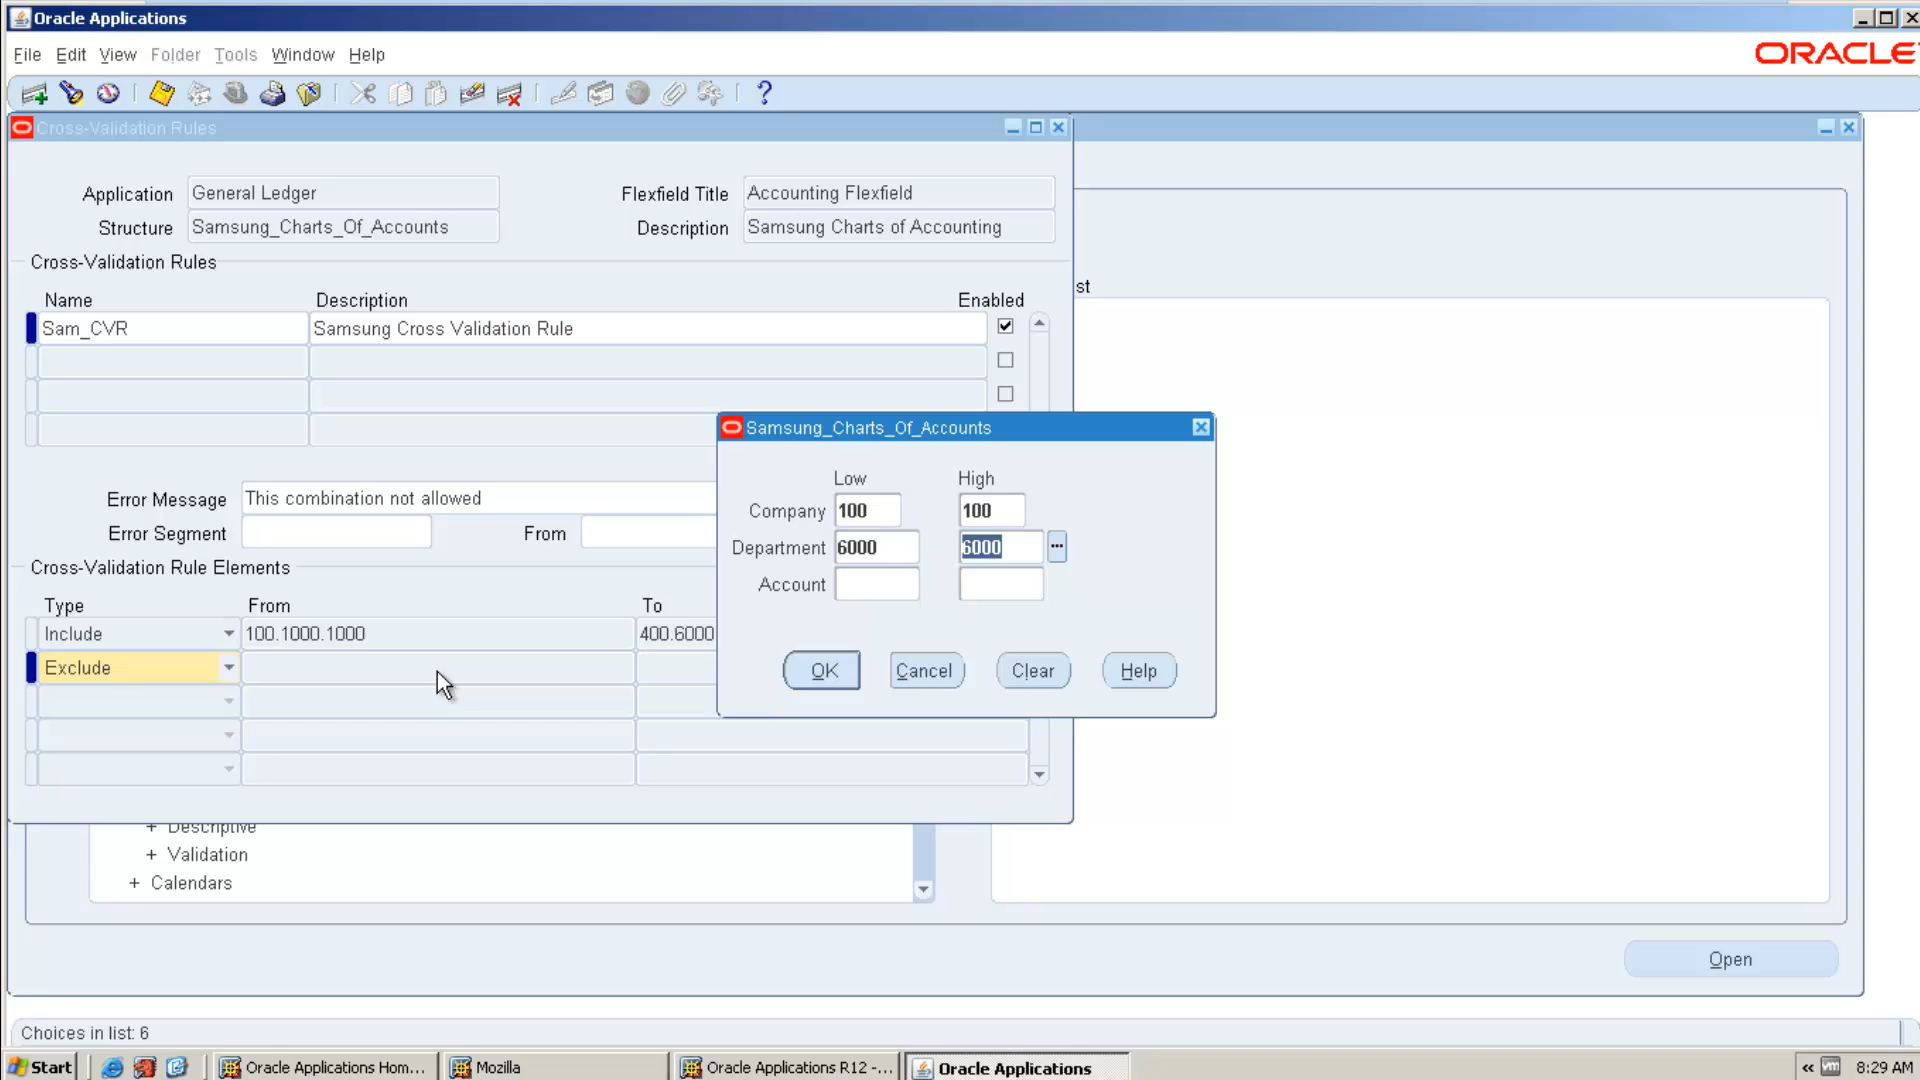 Oracle Applications
File Edit View Folder Tools Window Help
ORACLE
?
Cross-Validation Rules
Application General Ledger Flexfield Title Accounting Flexfield
Structure Samsung_Charts_Of_Accounts Description Samsung Charts of Accounting
Cross-Validation Rules
st
Name Description Enabled
Sam_CVR Samsung Cross Validation Rule
Samsung_Charts_Of_Accounts
Low High
Company 100 100
Department 6000 6000 ...
Account
OK Cancel Clear Help
Error Message This combination not allowed
Error Segment From
Cross-Validation Rule Elements
Type From To
Include 100.1000.1000 400.6000
Exclude
+ Descriptive
+ Validation
+ Calendars
Open
Choices in list: 6
Start Oracle Applications Hom... Mozilla Oracle Applications R12 -... Oracle Applications « 8:29 AM